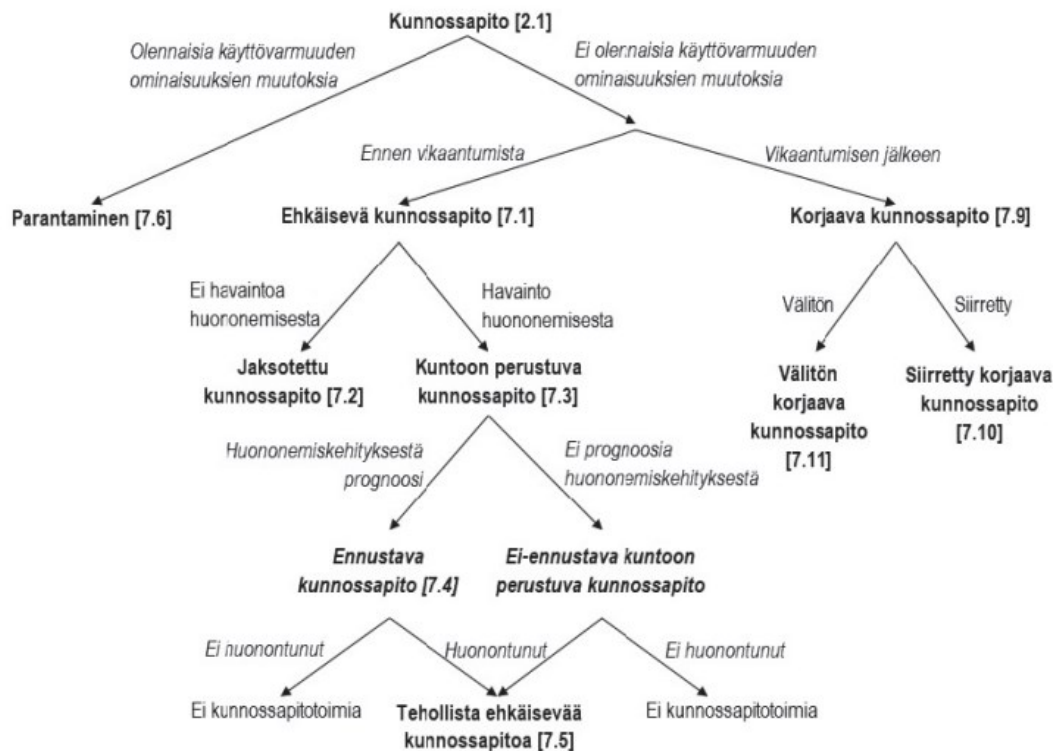 Kunnossapito [2.1]
Olennaisia käyttövarmuuden
ominaisuuksien muutoksia
Ei olennaisia käyttövarmuuden
ominaisuuksien muutoksia
Ennen vikaantumista
Vikaantumisen jälkeen
Parantaminen [7.6]
Ehkäisevä kunnossapito [7.1]
Korjaava kunnossapito [7.9]
Ei havaintoa
huononemisesta
Havainto
huononemisesta
Välitön
Siirretty
Jaksotettu
kunnossapito [7.2]
Kuntoon perustuva
kunnossapito [7.3]
Välitön
korjaava
kunnossapito
[7.11]
Siirretty korjaava
kunnossapito
[7.10]
Huononemiskehityksestä
prognoosi
Ei prognoosia
huononemiskehityksestä
Ennustava
kunnossapito [7.4]
Ei-ennustava kuntoon
perustuva kunnossapito
Ei huonontunut
Huonontunut
Ei huonontunut
Ei kunnossapitotoimia
Tehollista ehkäisevää
kunnossapitoa [7.5]
Ei kunnossapitotoimia